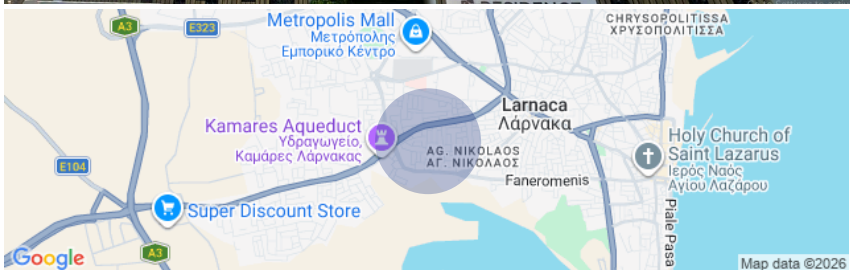 RESIDENCE
Metropolis Mall
Μετρόπολης
Εμπορικό Κέντρο
CHRYSOPOLITISSA
ΧΡΥΣΟΠΟΛΙΤΙΣΣΑ
A3
E323
Larnaca
Λάρνακα
Kamares Aqueduct
Υδραγωγείο,
Καμάρες Λάρνακας
AG. NIKOLAOS
ΑΓ. ΝΙΚΟΛΑΟΣ
Holy Church of
Saint Lazarus
Ιερός Ναός
Αγίου Λαζάρου
E104
Faneromenis
Super Discount Store
Piale Pasa
A3
Google
Map data ©2026